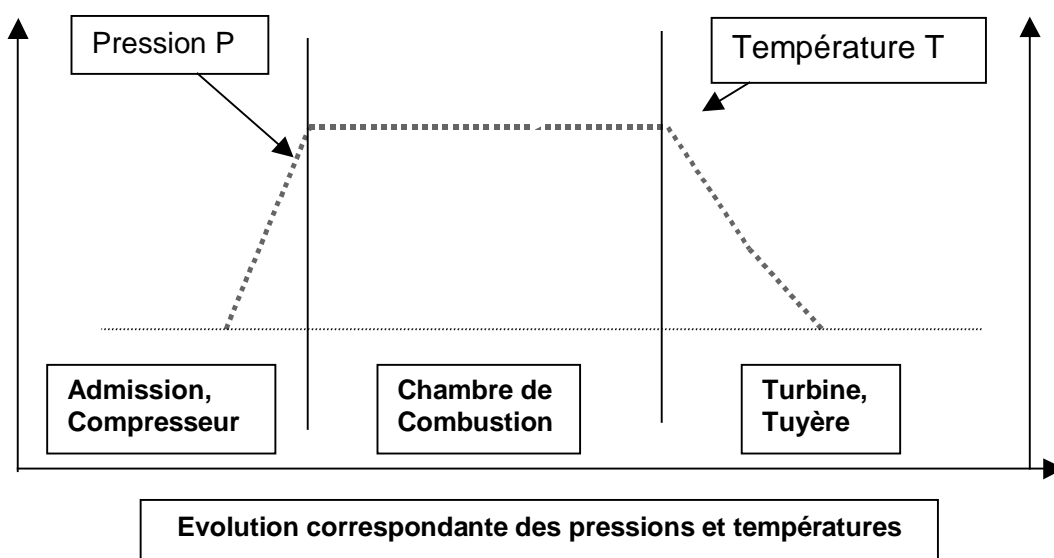 Pression P
Température T
Admission,
Compresseur
Chambre de
Combustion
Turbine,
Tuyère
Evolution correspondante des pressions et températures